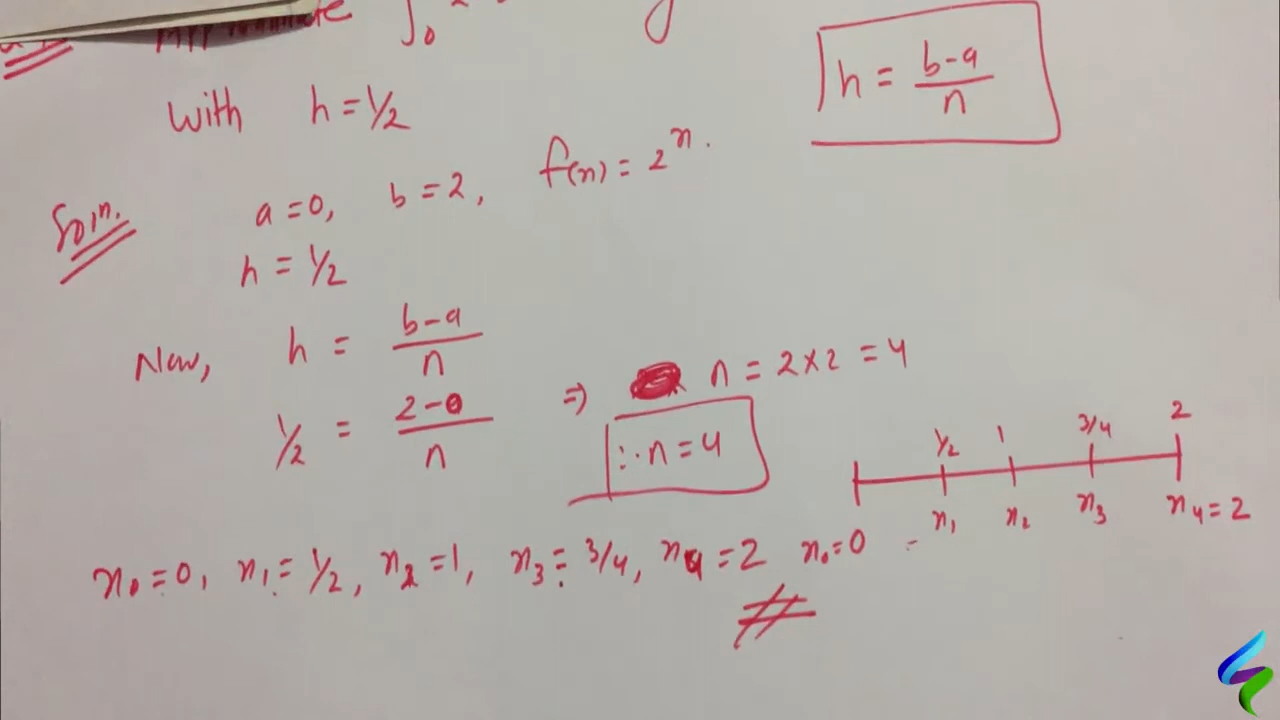 ∫₀
h = (b-a)/n
With h = 1/2
Solⁿ. a = 0, b = 2, f(x) = 2ˣ.
h = 1/2
Now, h = (b-a)/n
1/2 = (2-0)/n ⇒ n = 2×2 = 4
∴ n = 4
1/2 1 3/4 2
x₁ x₂ x₃ x₄ = 2
x₀ = 0, x₁ = 1/2, x₂ = 1, x₃ = 3/4, x₄ = 2 x₀ = 0